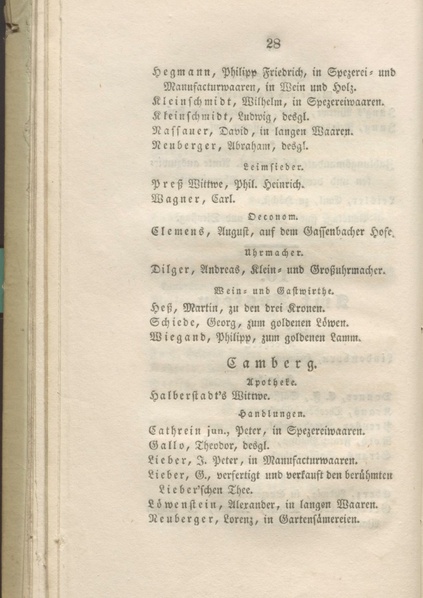 28
Hegmann, Philipp Friedrich, in Spezerei- und
Manufacturwaaren, in Wein und Holz.
Kleinschmidt, Wilhelm, in Spezereiwaaren.
Kleinschmidt, Ludwig, desgl.
Nassauer, David, in langen Waaren.
Neuberger, Abraham, desgl.
Leimsieder.
Preß Wittwe, Phil. Heinrich.
Wagner, Carl.
Oeconom.
Clemens, August, auf dem Gassenbacher Hofe.
Uhrmacher.
Dilger, Andreas, Klein- und Großuhrmacher.
Wein- und Gastwirthe.
Heß, Martin, zu den drei Kronen.
Schiede, Georg, zum goldenen Löwen.
Wiegand, Philipp, zum goldenen Lamm.
Camberg.
Apotheke.
Halberstadt's Wittwe.
Handlungen.
Cathrein jun., Peter, in Spezereiwaaren.
Gallo, Theodor, desgl.
Lieber, J. Peter, in Manufacturwaaren.
Lieber, G., verfertigt und verkauft den berühmten
Lieber'schen Thee.
Löwenstein, Alexander, in langen Waaren.
Neuberger, Lorenz, in Gartensämereien.